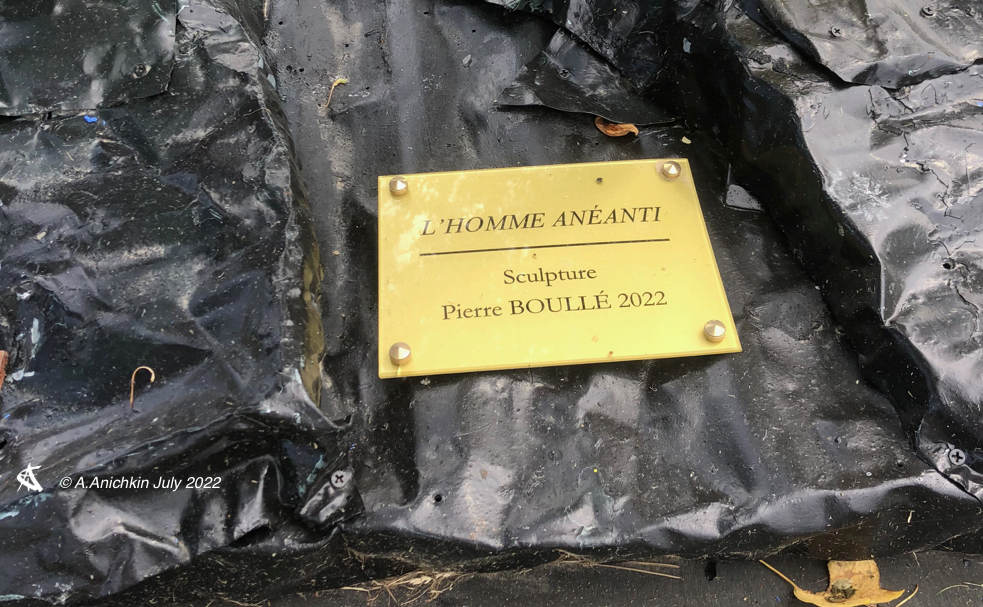 L'HOMME ANÉANTI
Sculpture
Pierre BOULLÉ 2022
© A.Anichkin July 2022